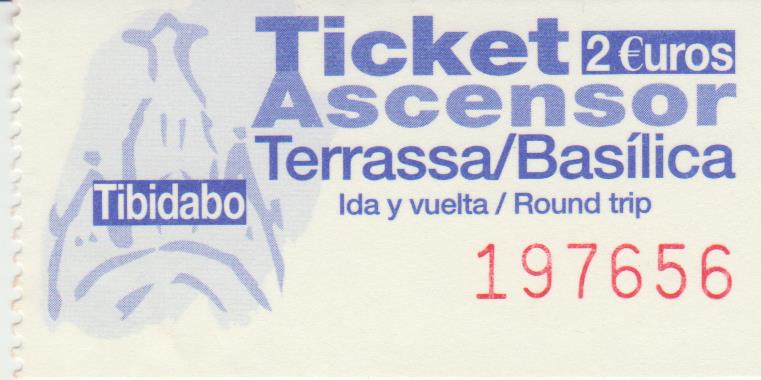 Ticket 2 €uros
Ascensor
Terrassa/Basílica
Tibidabo
Ida y vuelta / Round trip
197656